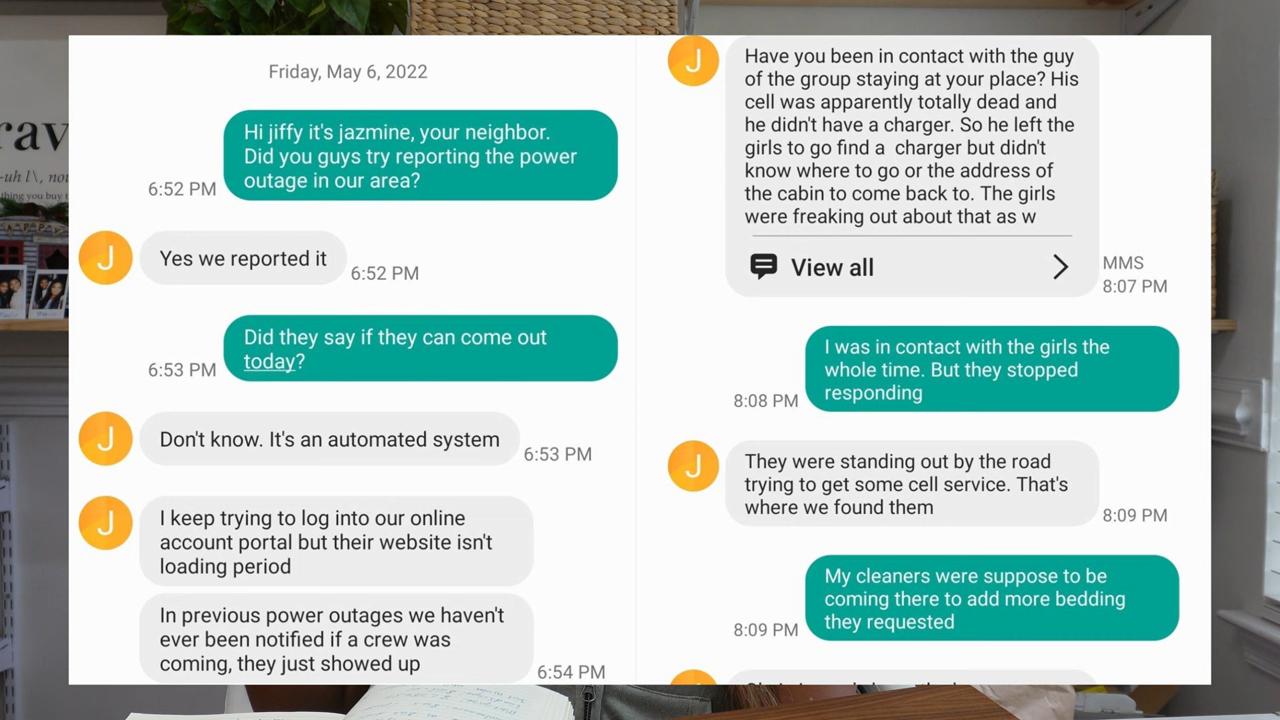 rav
-uh l\, nou
thing you buy t
Friday, May 6, 2022
Hi jiffy it's jazmine, your neighbor.
Did you guys try reporting the power
outage in our area?
6:52 PM
J
Yes we reported it
6:52 PM
Did they say if they can come out
today?
6:53 PM
J
Don't know. It's an automated system
6:53 PM
J
I keep trying to log into our online
account portal but their website isn't
loading period
In previous power outages we haven't
ever been notified if a crew was
coming, they just showed up
6:54 PM
J
Have you been in contact with the guy
of the group staying at your place? His
cell was apparently totally dead and
he didn't have a charger. So he left the
girls to go find a charger but didn't
know where to go or the address of
the cabin to come back to. The girls
were freaking out about that as w
View all
MMS
8:07 PM
I was in contact with the girls the
whole time. But they stopped
responding
8:08 PM
J
They were standing out by the road
trying to get some cell service. That's
where we found them
8:09 PM
My cleaners were suppose to be
coming there to add more bedding
they requested
8:09 PM